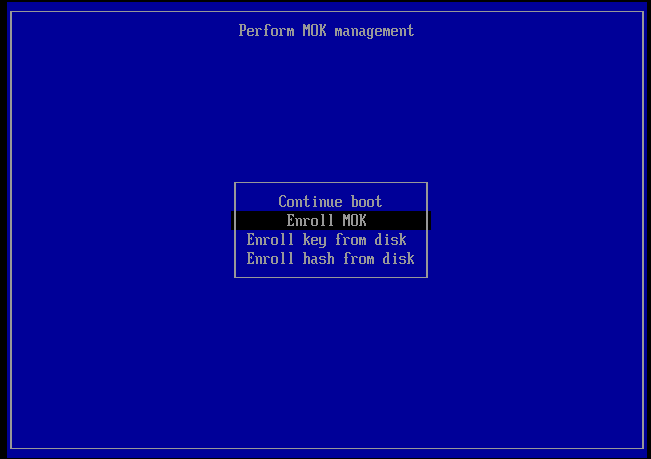 Perform MOK management
Continue boot
Enroll MOK
Enroll key from disk
Enroll hash from disk